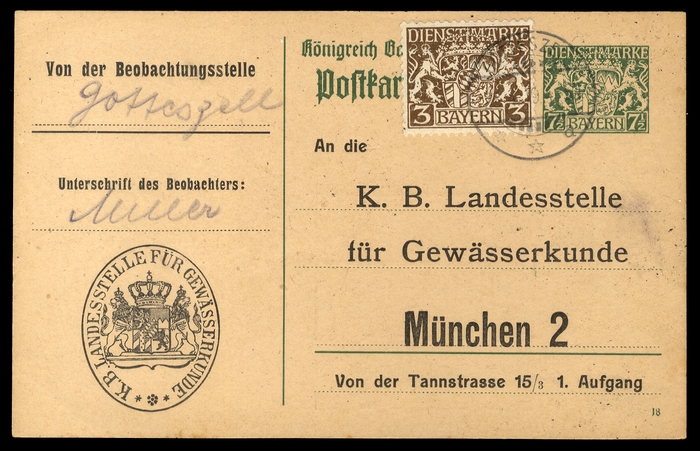 Von der Beobachtungsstelle
Gotteszell
Unterschrift des Beobachters:
Müller
K.B. LANDESSTELLE FÜR GEWÄSSERKUNDE
Königreich
Postkar
DIENSTMARKE
3 BAYERN 3
DIENSTMARKE
7½ BAYERN 7½
An die
K. B. Landesstelle
für Gewässerkunde
München 2
Von der Tannstrasse 15/3 1. Aufgang
18